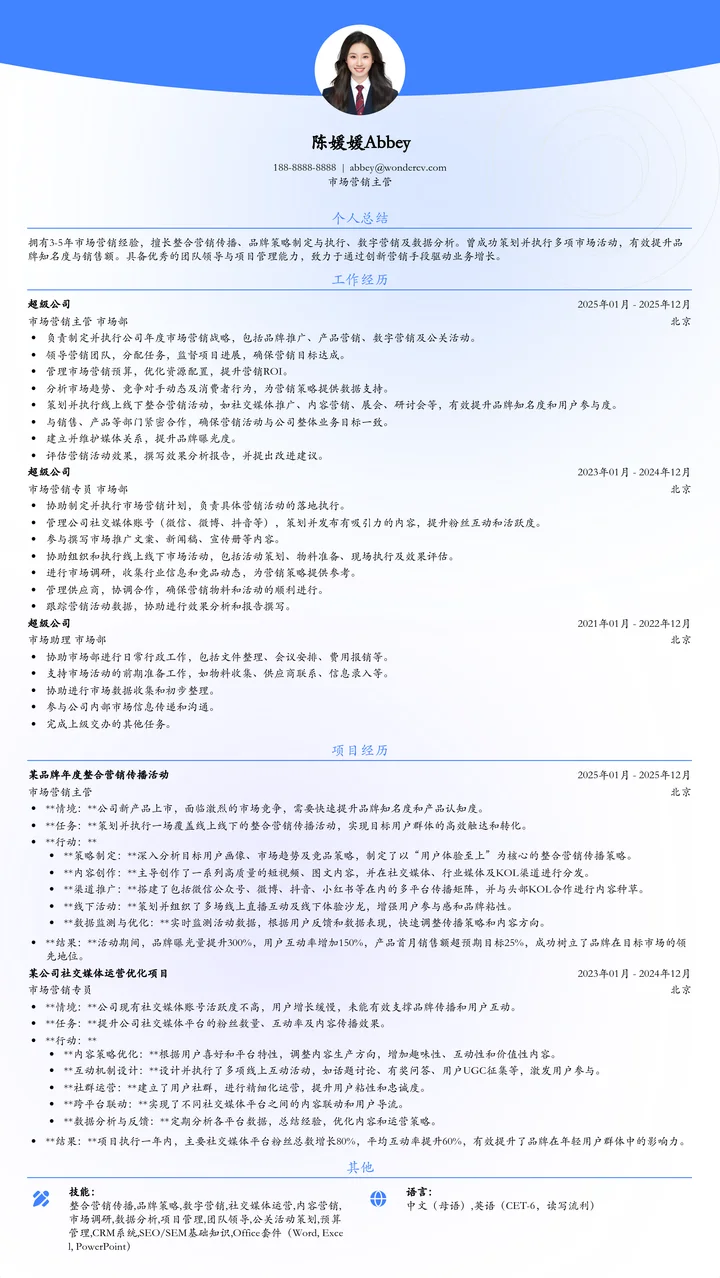 陈媛媛Abbey
188-8888-8888 | abbey@wondercv.com
市场营销主管
个人总结
拥有3-5年市场营销经验，擅长整合营销传播、品牌策略制定与执行、数字营销及数据分析。曾成功策划并执行多项市场活动，有效提升品
牌知名度与销售额。具备优秀的团队领导与项目管理能力，致力于通过创新营销手段驱动业务增长。
工作经历
超级公司 2025年01月 - 2025年12月
市场营销主管 市场部 北京
• 负责制定并执行公司年度市场营销战略，包括品牌推广、产品营销、数字营销及公关活动。
• 领导营销团队，分配任务，监督项目进展，确保营销目标达成。
• 管理市场营销预算，优化资源配置，提升营销ROI。
• 分析市场趋势、竞争对手动态及消费者行为，为营销策略提供数据支持。
• 策划并执行线上线下整合营销活动，如社交媒体推广、内容营销、展会、研讨会等，有效提升品牌知名度和用户参与度。
• 与销售、产品等部门紧密合作，确保营销活动与公司整体业务目标一致。
• 建立并维护媒体关系，提升品牌曝光度。
• 评估营销活动效果，撰写效果分析报告，并提出改进建议。
超级公司 2023年01月 - 2024年12月
市场营销专员 市场部 北京
• 协助制定并执行市场营销计划，负责具体营销活动的落地执行。
• 管理公司社交媒体账号（微信、微博、抖音等），策划并发布有吸引力的内容，提升粉丝互动和活跃度。
• 参与撰写市场推广文案、新闻稿、宣传册等内容。
• 协助组织和执行线上线下市场活动，包括活动策划、物料准备、现场执行及效果评估。
• 进行市场调研，收集行业信息和竞品动态，为营销策略提供参考。
• 管理供应商，协调合作，确保营销物料和活动的顺利进行。
• 跟踪营销活动数据，协助进行效果分析和报告撰写。
超级公司 2021年01月 - 2022年12月
市场助理 市场部 北京
• 协助市场部进行日常行政工作，包括文件整理、会议安排、费用报销等。
• 支持市场活动的前期准备工作，如物料收集、供应商联系、信息录入等。
• 协助进行市场数据收集和初步整理。
• 参与公司内部市场信息传递和沟通。
• 完成上级交办的其他任务。
项目经历
某品牌年度整合营销传播活动 2025年01月 - 2025年12月
市场营销主管 北京
• **情境：**公司新产品上市，面临激烈的市场竞争，需要快速提升品牌知名度和产品认知度。
• **任务：**策划并执行一场覆盖线上线下的整合营销传播活动，实现目标用户群体的高效触达和转化。
• **行动：**
• **策略制定：**深入分析目标用户画像、市场趋势及竞品策略，制定了以“用户体验至上”为核心的整合营销传播策略。
• **内容创作：**主导创作了一系列高质量的短视频、图文内容，并在社交媒体、行业媒体及KOL渠道进行分发。
• **渠道推广：**搭建了包括微信公众号、微博、抖音、小红书等在内的多平台传播矩阵，并与头部KOL合作进行内容种草。
• **线下活动：**策划并组织了多场线上直播互动及线下体验沙龙，增强用户参与感和品牌粘性。
• **数据监测与优化：**实时监测活动数据，根据用户反馈和数据表现，快速调整传播策略和内容方向。
• **结果：**活动期间，品牌曝光量提升300%，用户互动率增加150%，产品首月销售额超预期目标25%，成功树立了品牌在目标市场的领
先地位。
某公司社交媒体运营优化项目 2023年01月 - 2024年12月
市场营销专员 北京
• **情境：**公司现有社交媒体账号活跃度不高，用户增长缓慢，未能有效支撑品牌传播和用户互动。
• **任务：**提升公司社交媒体平台的粉丝数量、互动率及内容传播效果。
• **行动：**
• **内容策略优化：**根据用户喜好和平台特性，调整内容生产方向，增加趣味性、互动性和价值性内容。
• **互动机制设计：**设计并执行了多项线上互动活动，如话题讨论、有奖问答、用户UGC征集等，激发用户参与。
• **社群运营：**建立了用户社群，进行精细化运营，提升用户粘性和忠诚度。
• **跨平台联动：**实现了不同社交媒体平台之间的内容联动和用户导流。
• **数据分析与反馈：**定期分析各平台数据，总结经验，优化内容和运营策略。
• **结果：**项目执行一年内，主要社交媒体平台粉丝总数增长80%，平均互动率提升60%，有效提升了品牌在年轻用户群体中的影响力。
其他
技能：
整合营销传播,品牌策略,数字营销,社交媒体运营,内容营销,
市场调研,数据分析,项目管理,团队领导,公关活动策划,预算
管理,CRM系统,SEO/SEM基础知识,Office套件（Word, Exce
l, PowerPoint）
语言：
中文（母语）,英语（CET-6，读写流利）